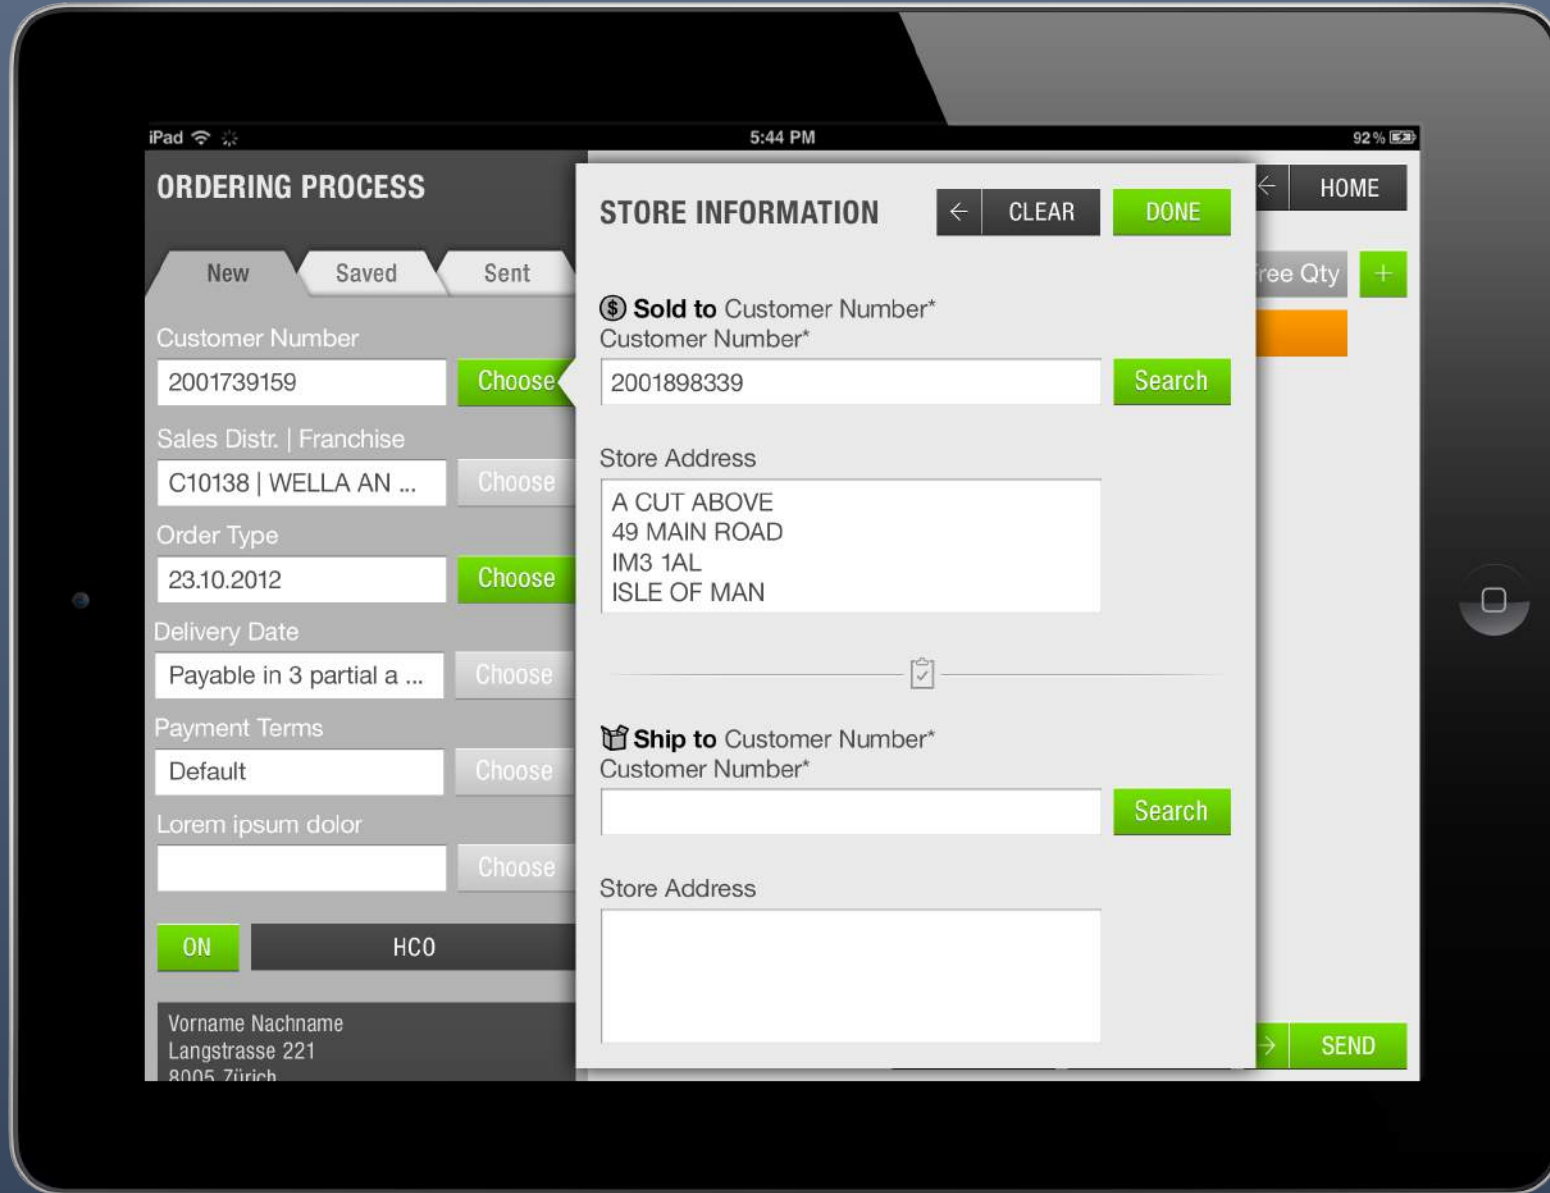 iPad
5:44 PM
92%
ORDERING PROCESS
New
Saved
Sent
Customer Number
2001739159
Choose
Sales Distr. | Franchise
C10138 | WELLA AN ...
Choose
Order Type
23.10.2012
Choose
Delivery Date
Payable in 3 partial a ...
Choose
Payment Terms
Default
Choose
Lorem ipsum dolor
Choose
ON
HCO
Vorname Nachname
Langstrasse 221
8005 Zürich
STORE INFORMATION
CLEAR
DONE
$ Sold to Customer Number*
Customer Number*
2001898339
Search
Store Address
A CUT ABOVE
49 MAIN ROAD
IM3 1AL
ISLE OF MAN
Ship to Customer Number*
Customer Number*
Search
Store Address
HOME
Free Qty
+
SEND